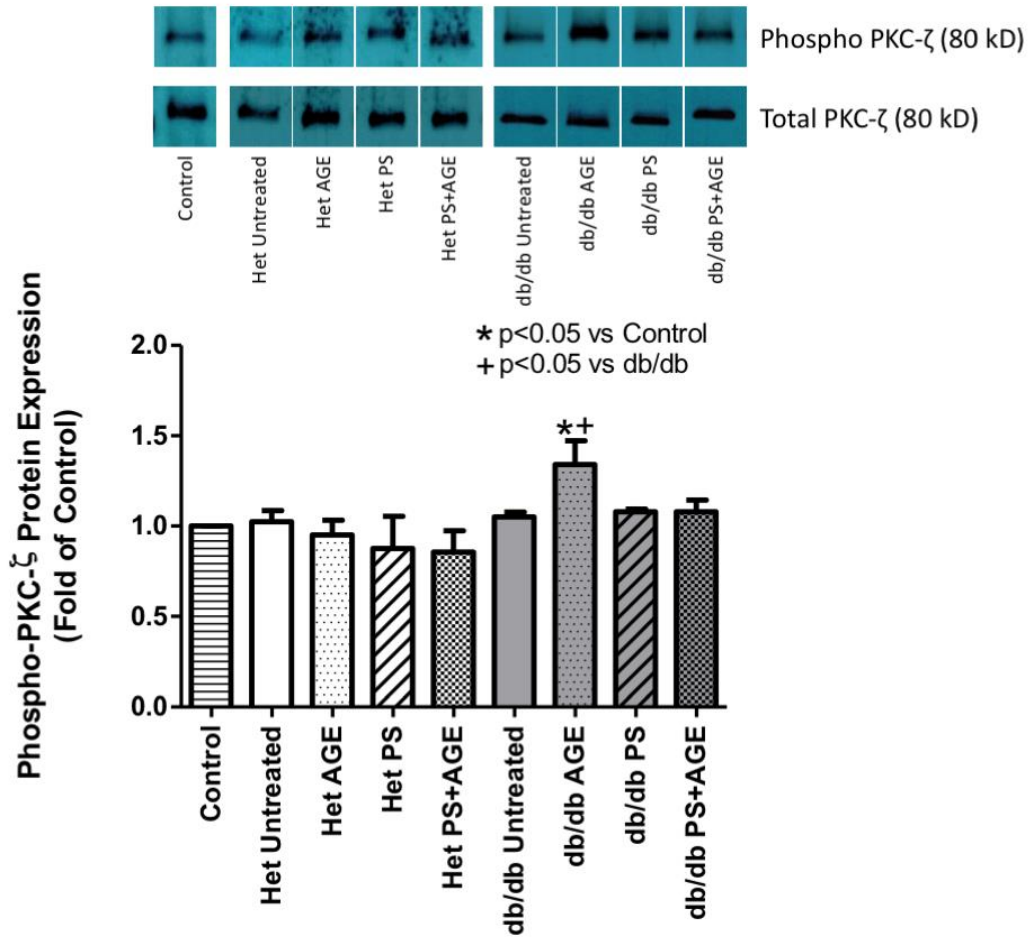 Phospho PKC-ζ (80 kD)
Total PKC-ζ (80 kD)
Control
Het Untreated
Het AGE
Het PS
Het PS+AGE
db/db Untreated
db/db AGE
db/db PS
db/db PS+AGE
* p<0.05 vs Control
+ p<0.05 vs db/db
Phospho-PKC-ζ Protein Expression
(Fold of Control)
2.0
1.5
1.0
0.5
0.0
*+
Control
Het Untreated
Het AGE
Het PS
Het PS+AGE
db/db Untreated
db/db AGE
db/db PS
db/db PS+AGE